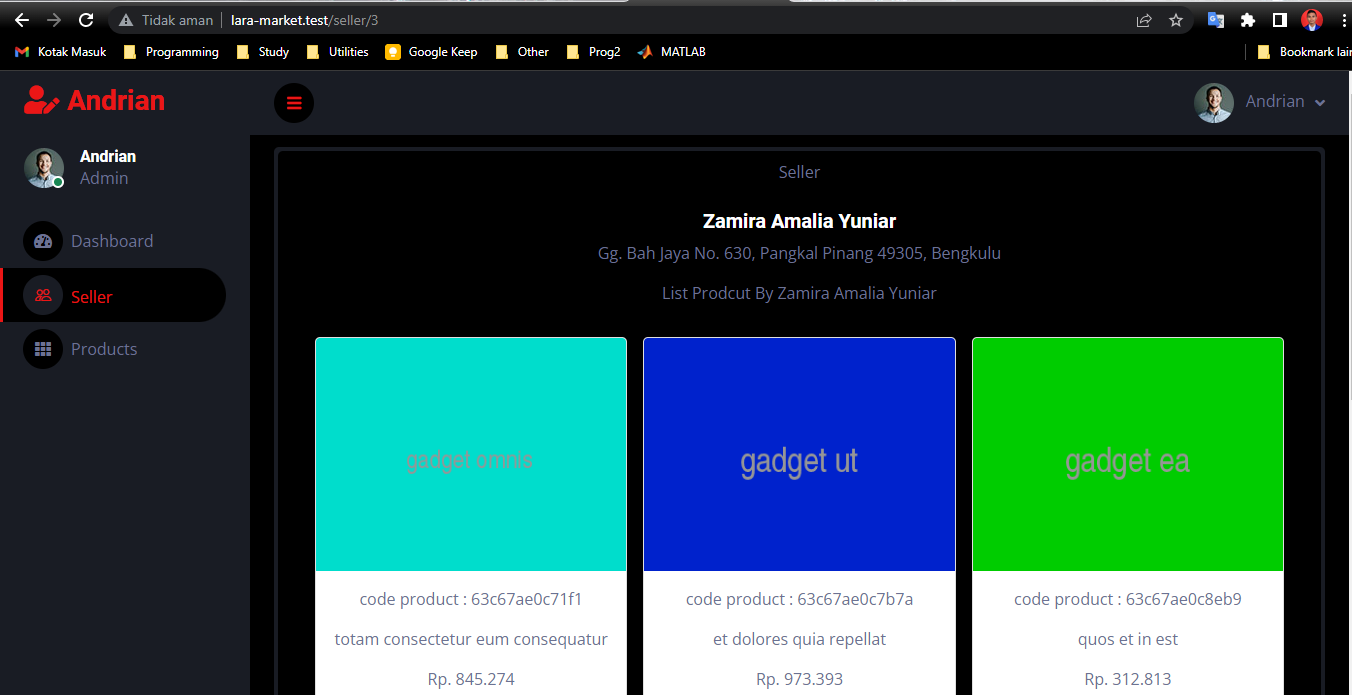 Tidak aman | lara-market.test/seller/3
Kotak Masuk Programming Study Utilities Google Keep Other Prog2 MATLAB Bookmark lain
Andrian
Andrian
Andrian
Admin
Dashboard
Seller
Products
Seller
Zamira Amalia Yuniar
Gg. Bah Jaya No. 630, Pangkal Pinang 49305, Bengkulu
List Prodcut By Zamira Amalia Yuniar
gadget omnis
code product : 63c67ae0c71f1
totam consectetur eum consequatur
Rp. 845.274
gadget ut
code product : 63c67ae0c7b7a
et dolores quia repellat
Rp. 973.393
gadget ea
code product : 63c67ae0c8eb9
quos et in est
Rp. 312.813